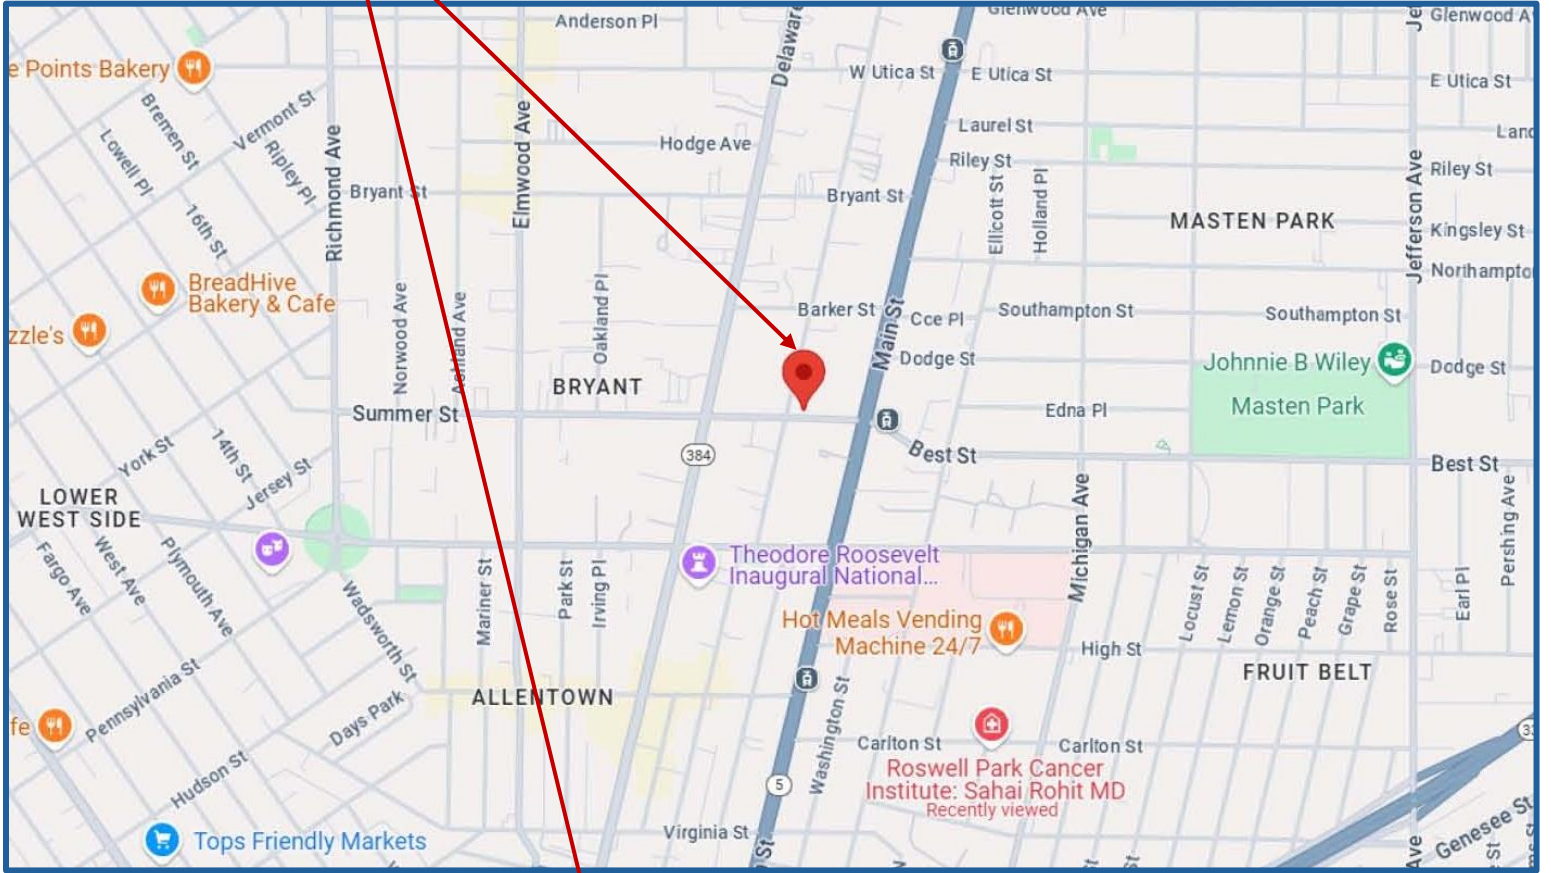 Anderson Pl
Delaware
Glenwood Ave
Glenwood A
e Points Bakery
W Utica St
E Utica St
E Utica St
Bremen St
Vermont St
Elmwood Ave
Laurel St
Lowell Pl
Ripley Pl
Richmond Ave
Hodge Ave
Riley St
Riley St
Jefferson Ave
Bryant St
Bryant St
Ellicott St
Holland Pl
16th St
MASTEN PARK
Kingsley St
Northampto
BreadHive
Bakery & Cafe
Norwood Ave
Ashland Ave
Oakland Pl
Barker St
Main St
Cce Pl
Southampton St
Southampton St
zzle's
Dodge St
Johnnie B Wiley
Dodge St
BRYANT
Masten Park
Summer St
Edna Pl
York St
14th St
384
Best St
Best St
Jersey St
LOWER
WEST SIDE
Michigan Ave
Pershing Ave
Fargo Ave
West Ave
Plymouth Ave
Theodore Roosevelt
Inaugural National...
Wadsworth St
Mariner St
Park St
Irving Pl
Locust St
Lemon St
Orange St
Peach St
Grape St
Rose St
Earl Pl
Hot Meals Vending
Machine 24/7
High St
FRUIT BELT
Pennsylvania St
ALLENTOWN
Days Park
Washington St
fe
Carlton St
Carlton St
Roswell Park Cancer
Institute: Sahai Rohit MD
Recently viewed
Hudson St
5
Tops Friendly Markets
Virginia St
St
Ave
Genesee St
St